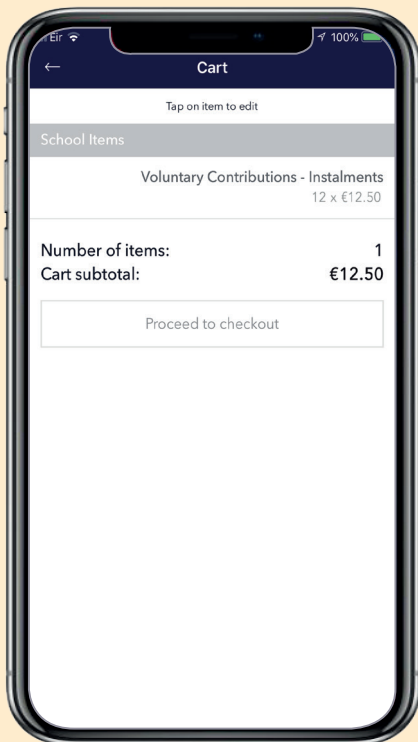 Eir 100%
Cart
Tap on item to edit
School Items
Voluntary Contributions - Instalments
12 x €12.50
Number of items: 1
Cart subtotal: €12.50
Proceed to checkout